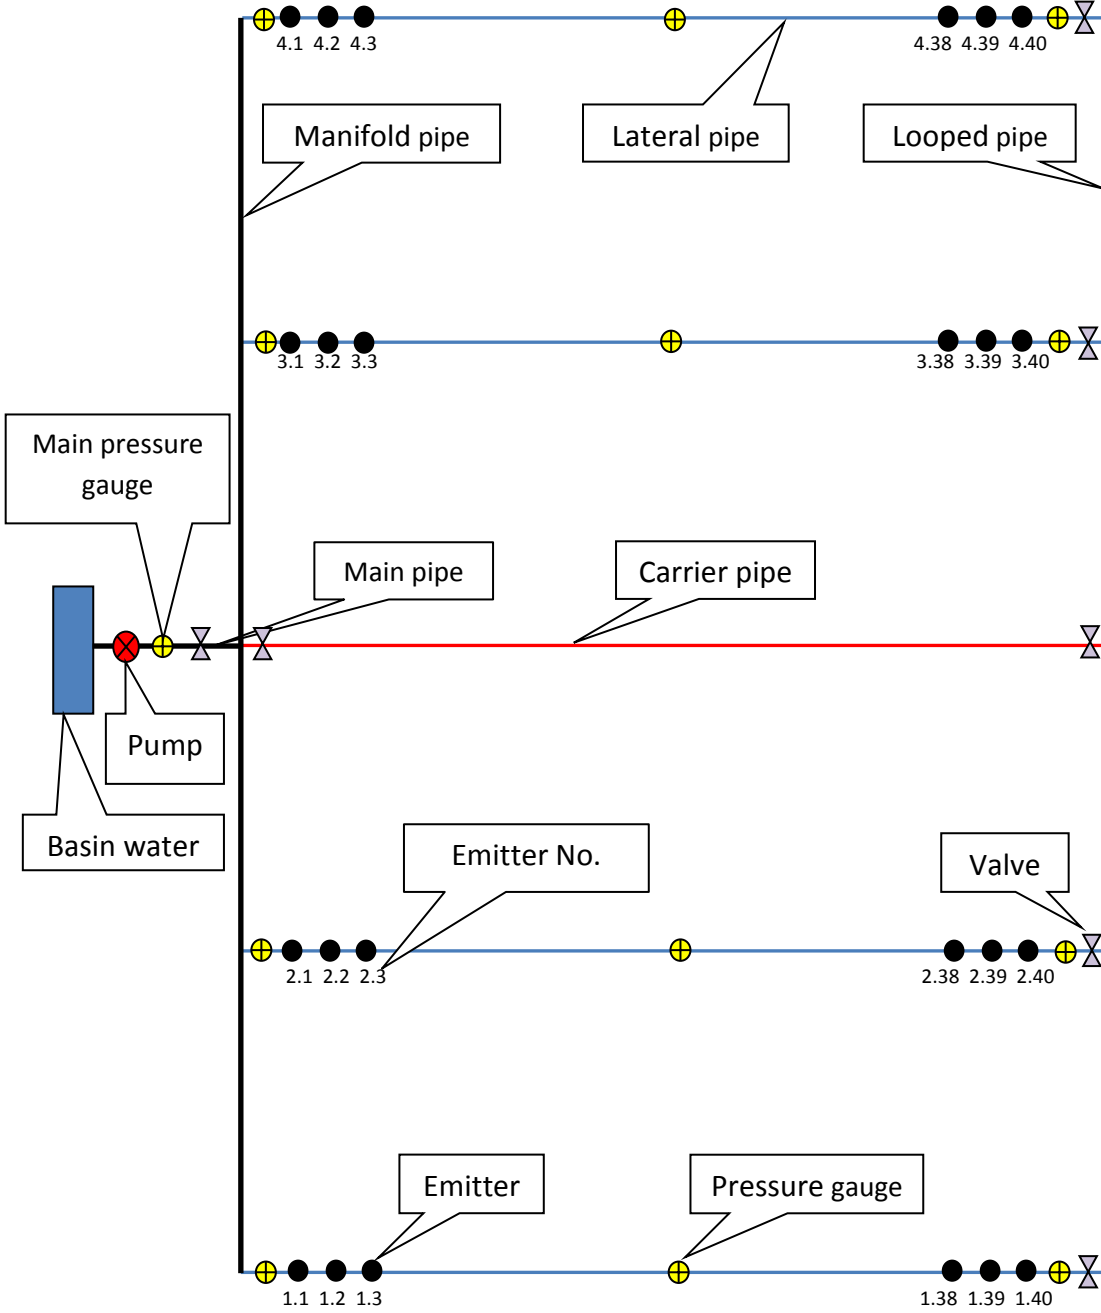 4.1 4.2 4.3 4.38 4.39 4.40
Manifold pipe
Lateral pipe
Looped pipe
3.1 3.2 3.3 3.38 3.39 3.40
Main pressure
gauge
Main pipe
Carrier pipe
Pump
Basin water
Emitter No.
Valve
2.1 2.2 2.3 2.38 2.39 2.40
Emitter
Pressure gauge
1.1 1.2 1.3 1.38 1.39 1.40